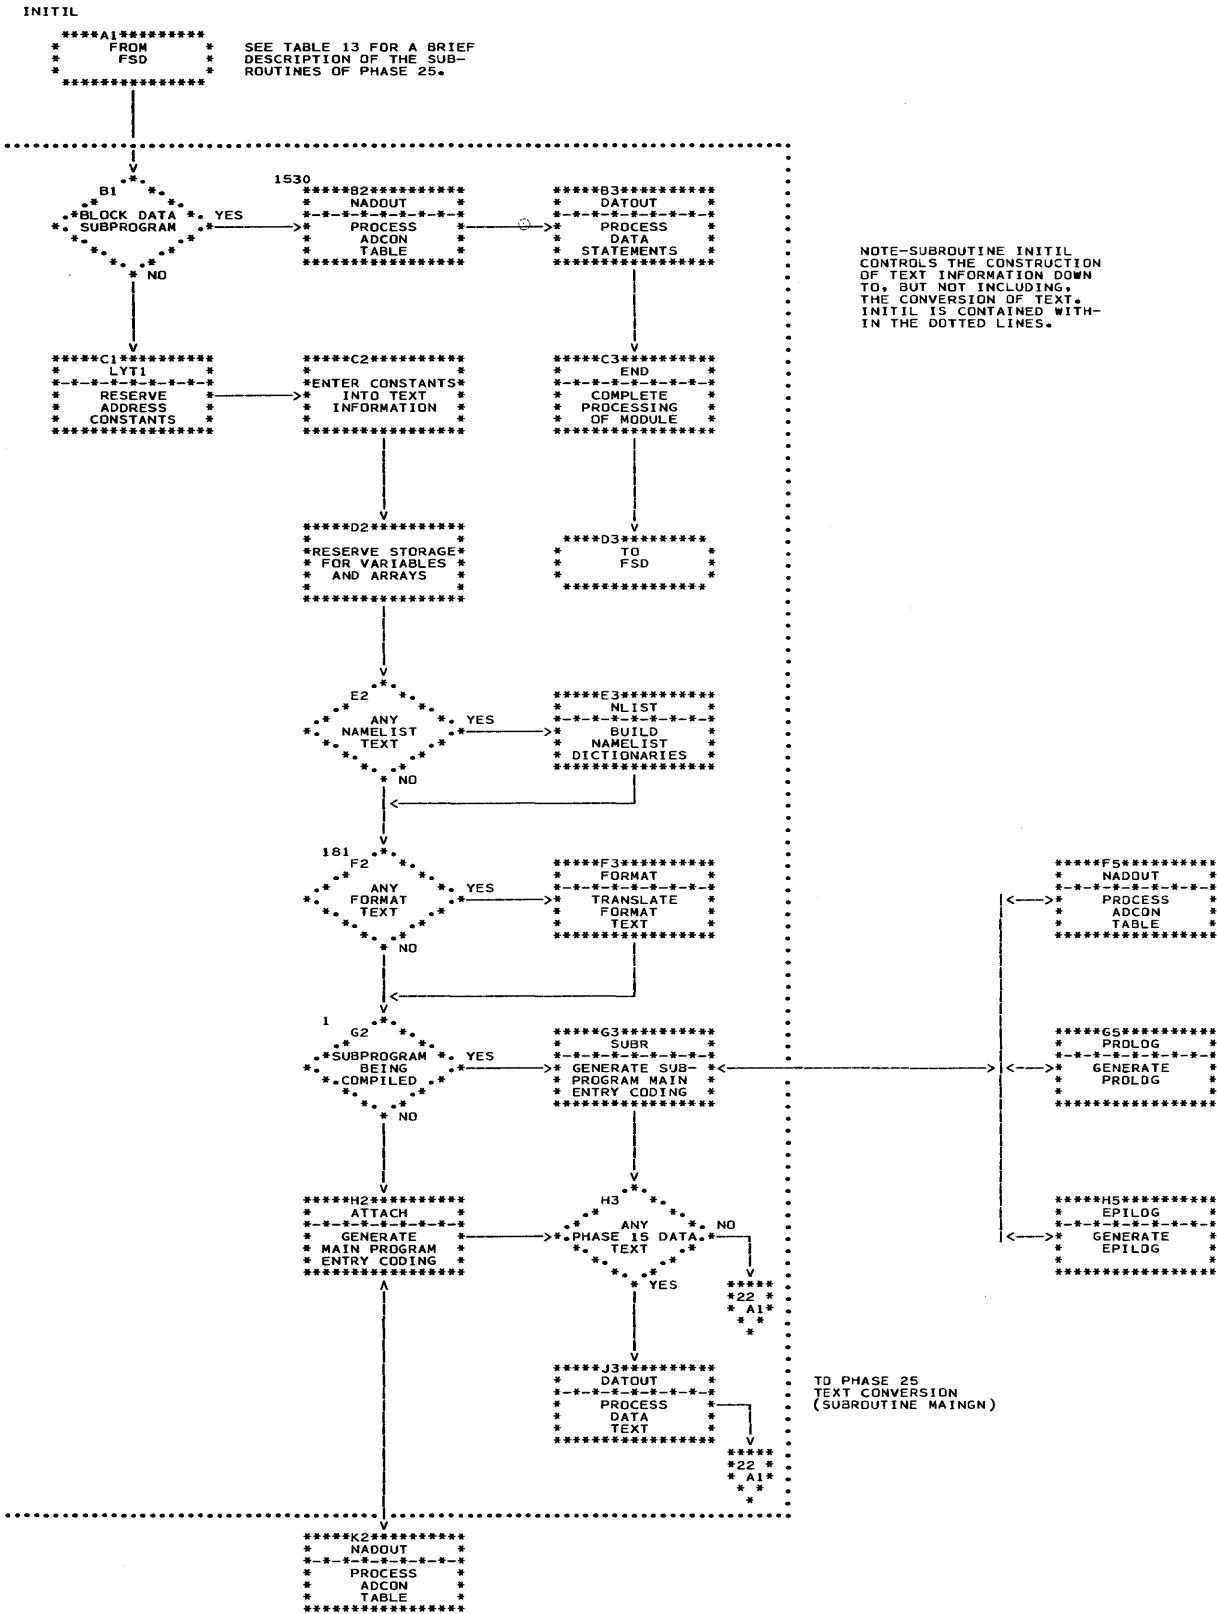 INITIL
A1
FROM
FSD
SEE TABLE 13 FOR A BRIEF
DESCRIPTION OF THE SUB-
ROUTINES OF PHASE 25.
B1
BLOCK DATA
SUBPROGRAM
YES
NO
1530
B2
NADOUT
PROCESS
ADCON
TABLE
B3
DATOUT
PROCESS
DATA
STATEMENTS
NOTE-SUBROUTINE INITIL
CONTROLS THE CONSTRUCTION
OF TEXT INFORMATION DOWN
TO, BUT NOT INCLUDING,
THE CONVERSION OF TEXT.
INITIL IS CONTAINED WITH-
IN THE DOTTED LINES.
C1
LYT1
RESERVE
ADDRESS
CONSTANTS
C2
ENTER CONSTANTS
INTO TEXT
INFORMATION
C3
END
COMPLETE
PROCESSING
OF MODULE
D2
RESERVE STORAGE
FOR VARIABLES
AND ARRAYS
D3
TO
FSD
E2
ANY
NAMELIST
TEXT
YES
NO
E3
NLIST
BUILD
NAMELIST
DICTIONARIES
181
F2
ANY
FORMAT
TEXT
YES
NO
F3
FORMAT
TRANSLATE
FORMAT
TEXT
F5
NADOUT
PROCESS
ADCON
TABLE
1
G2
SUBPROGRAM
BEING
COMPILED
YES
NO
G3
SUBR
GENERATE SUB-
PROGRAM MAIN
ENTRY CODING
G5
PROLOG
GENERATE
PROLOG
H2
ATTACH
GENERATE
MAIN PROGRAM
ENTRY CODING
H3
ANY
PHASE 15 DATA
TEXT
NO
YES
22
A1
H5
EPILOG
GENERATE
EPILOG
J3
DATOUT
PROCESS
DATA
TEXT
22
A1
TO PHASE 25
TEXT CONVERSION
(SUBROUTINE MAINGN)
K2
NADOUT
PROCESS
ADCON
TABLE